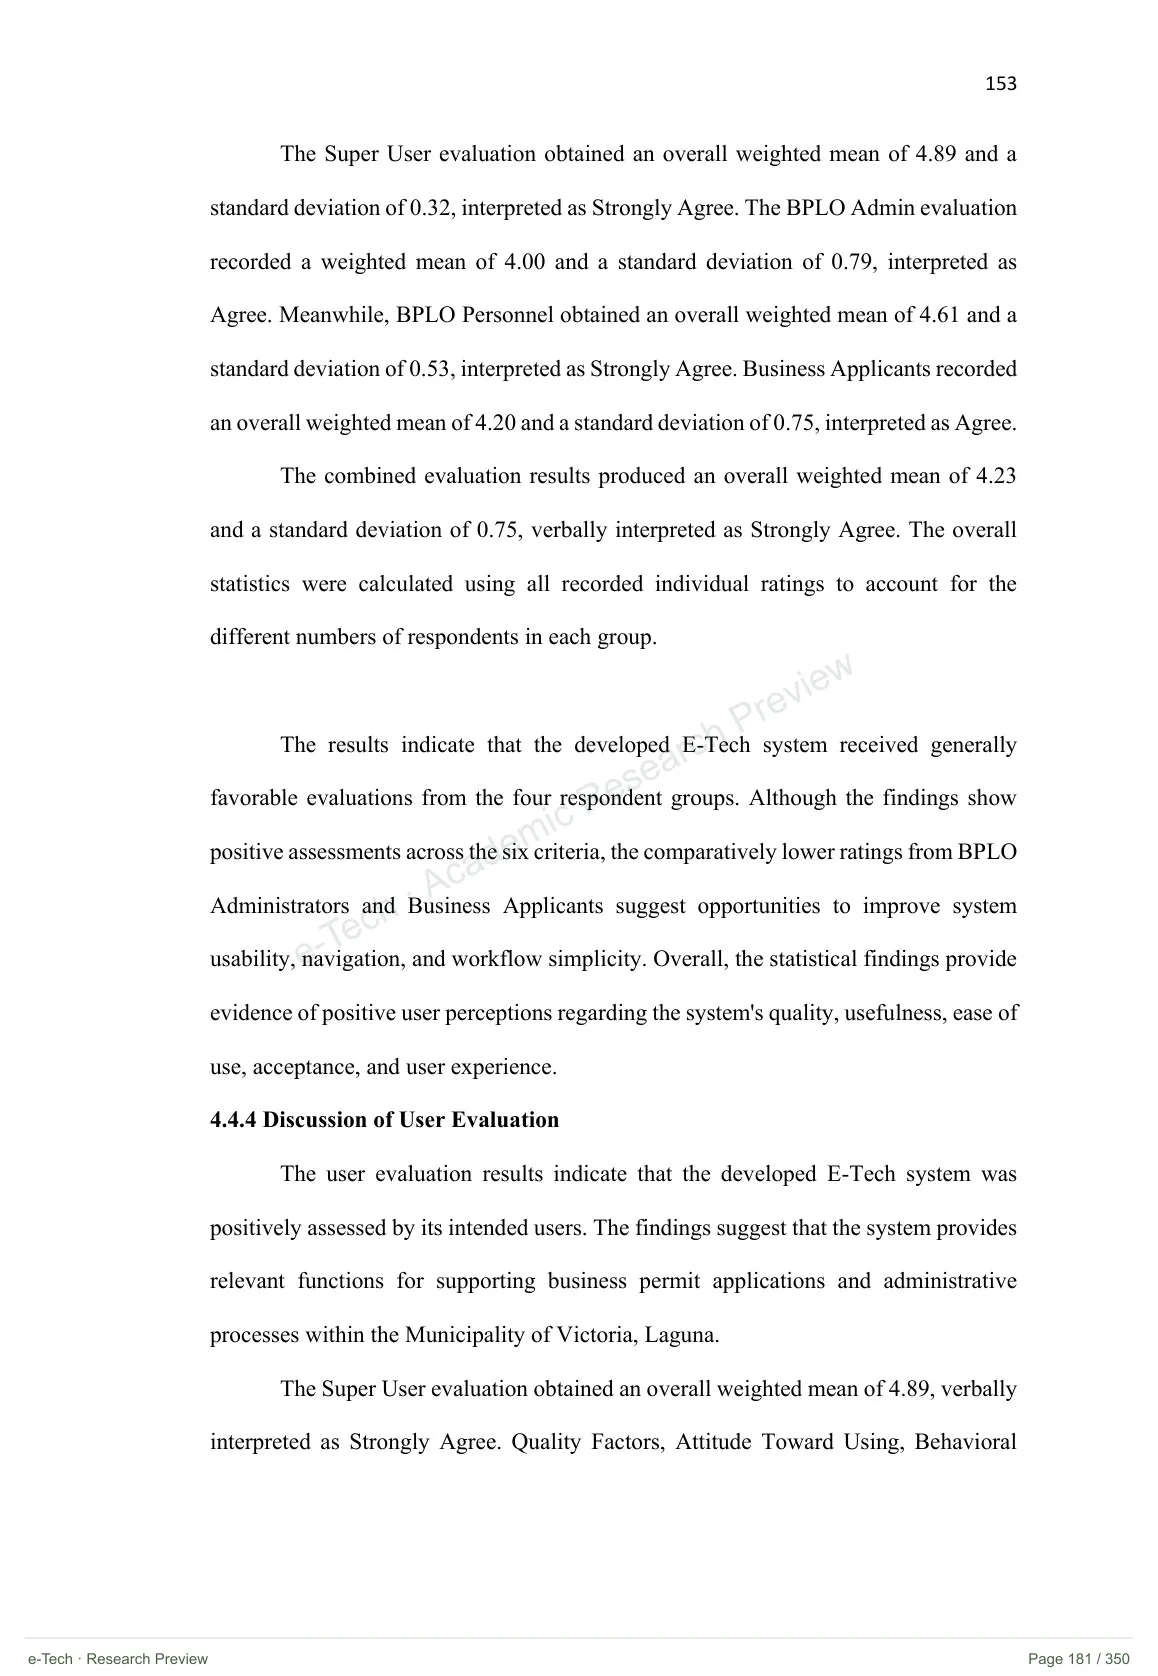 153
The Super User evaluation obtained an overall weighted mean of 4.89 and a
standard deviation of 0.32, interpreted as Strongly Agree. The BPLO Admin evaluation
recorded a weighted mean of 4.00 and a standard deviation of 0.79, interpreted as
Agree. Meanwhile, BPLO Personnel obtained an overall weighted mean of 4.61 and a
standard deviation of 0.53, interpreted as Strongly Agree. Business Applicants recorded
an overall weighted mean of 4.20 and a standard deviation of 0.75, interpreted as Agree.
The combined evaluation results produced an overall weighted mean of 4.23
and a standard deviation of 0.75, verbally interpreted as Strongly Agree. The overall
statistics were calculated using all recorded individual ratings to account for the
different numbers of respondents in each group.
The results indicate that the developed E-Tech system received generally
favorable evaluations from the four respondent groups. Although the findings show
positive assessments across the six criteria, the comparatively lower ratings from BPLO
Administrators and Business Applicants suggest opportunities to improve system
usability, navigation, and workflow simplicity. Overall, the statistical findings provide
evidence of positive user perceptions regarding the system's quality, usefulness, ease of
use, acceptance, and user experience.
4.4.4 Discussion of User Evaluation
The user evaluation results indicate that the developed E-Tech system was
positively assessed by its intended users. The findings suggest that the system provides
relevant functions for supporting business permit applications and administrative
processes within the Municipality of Victoria, Laguna.
The Super User evaluation obtained an overall weighted mean of 4.89, verbally
interpreted as Strongly Agree. Quality Factors, Attitude Toward Using, Behavioral
e-Tech · Academic Research Preview
e-Tech · Research Preview
Page 181 / 350